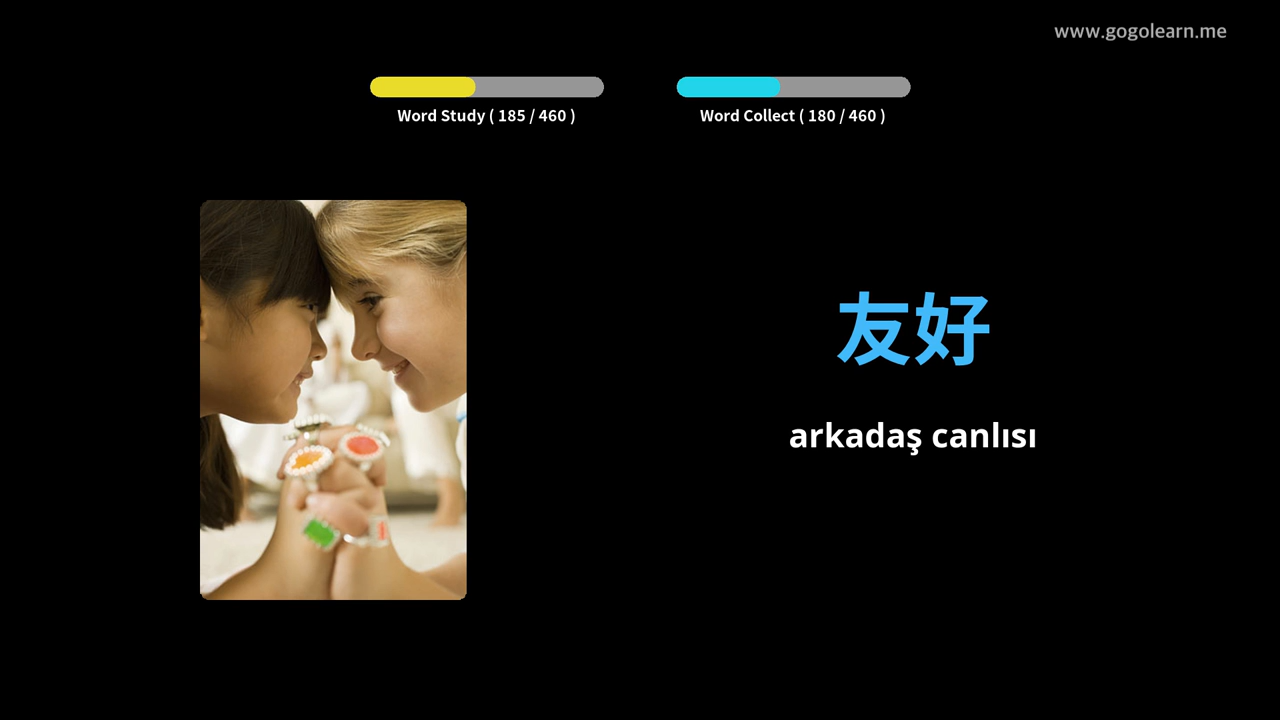 www.gogolearn.me
Word Study ( 185 / 460 )
Word Collect ( 180 / 460 )
友好
arkadaş canlısı